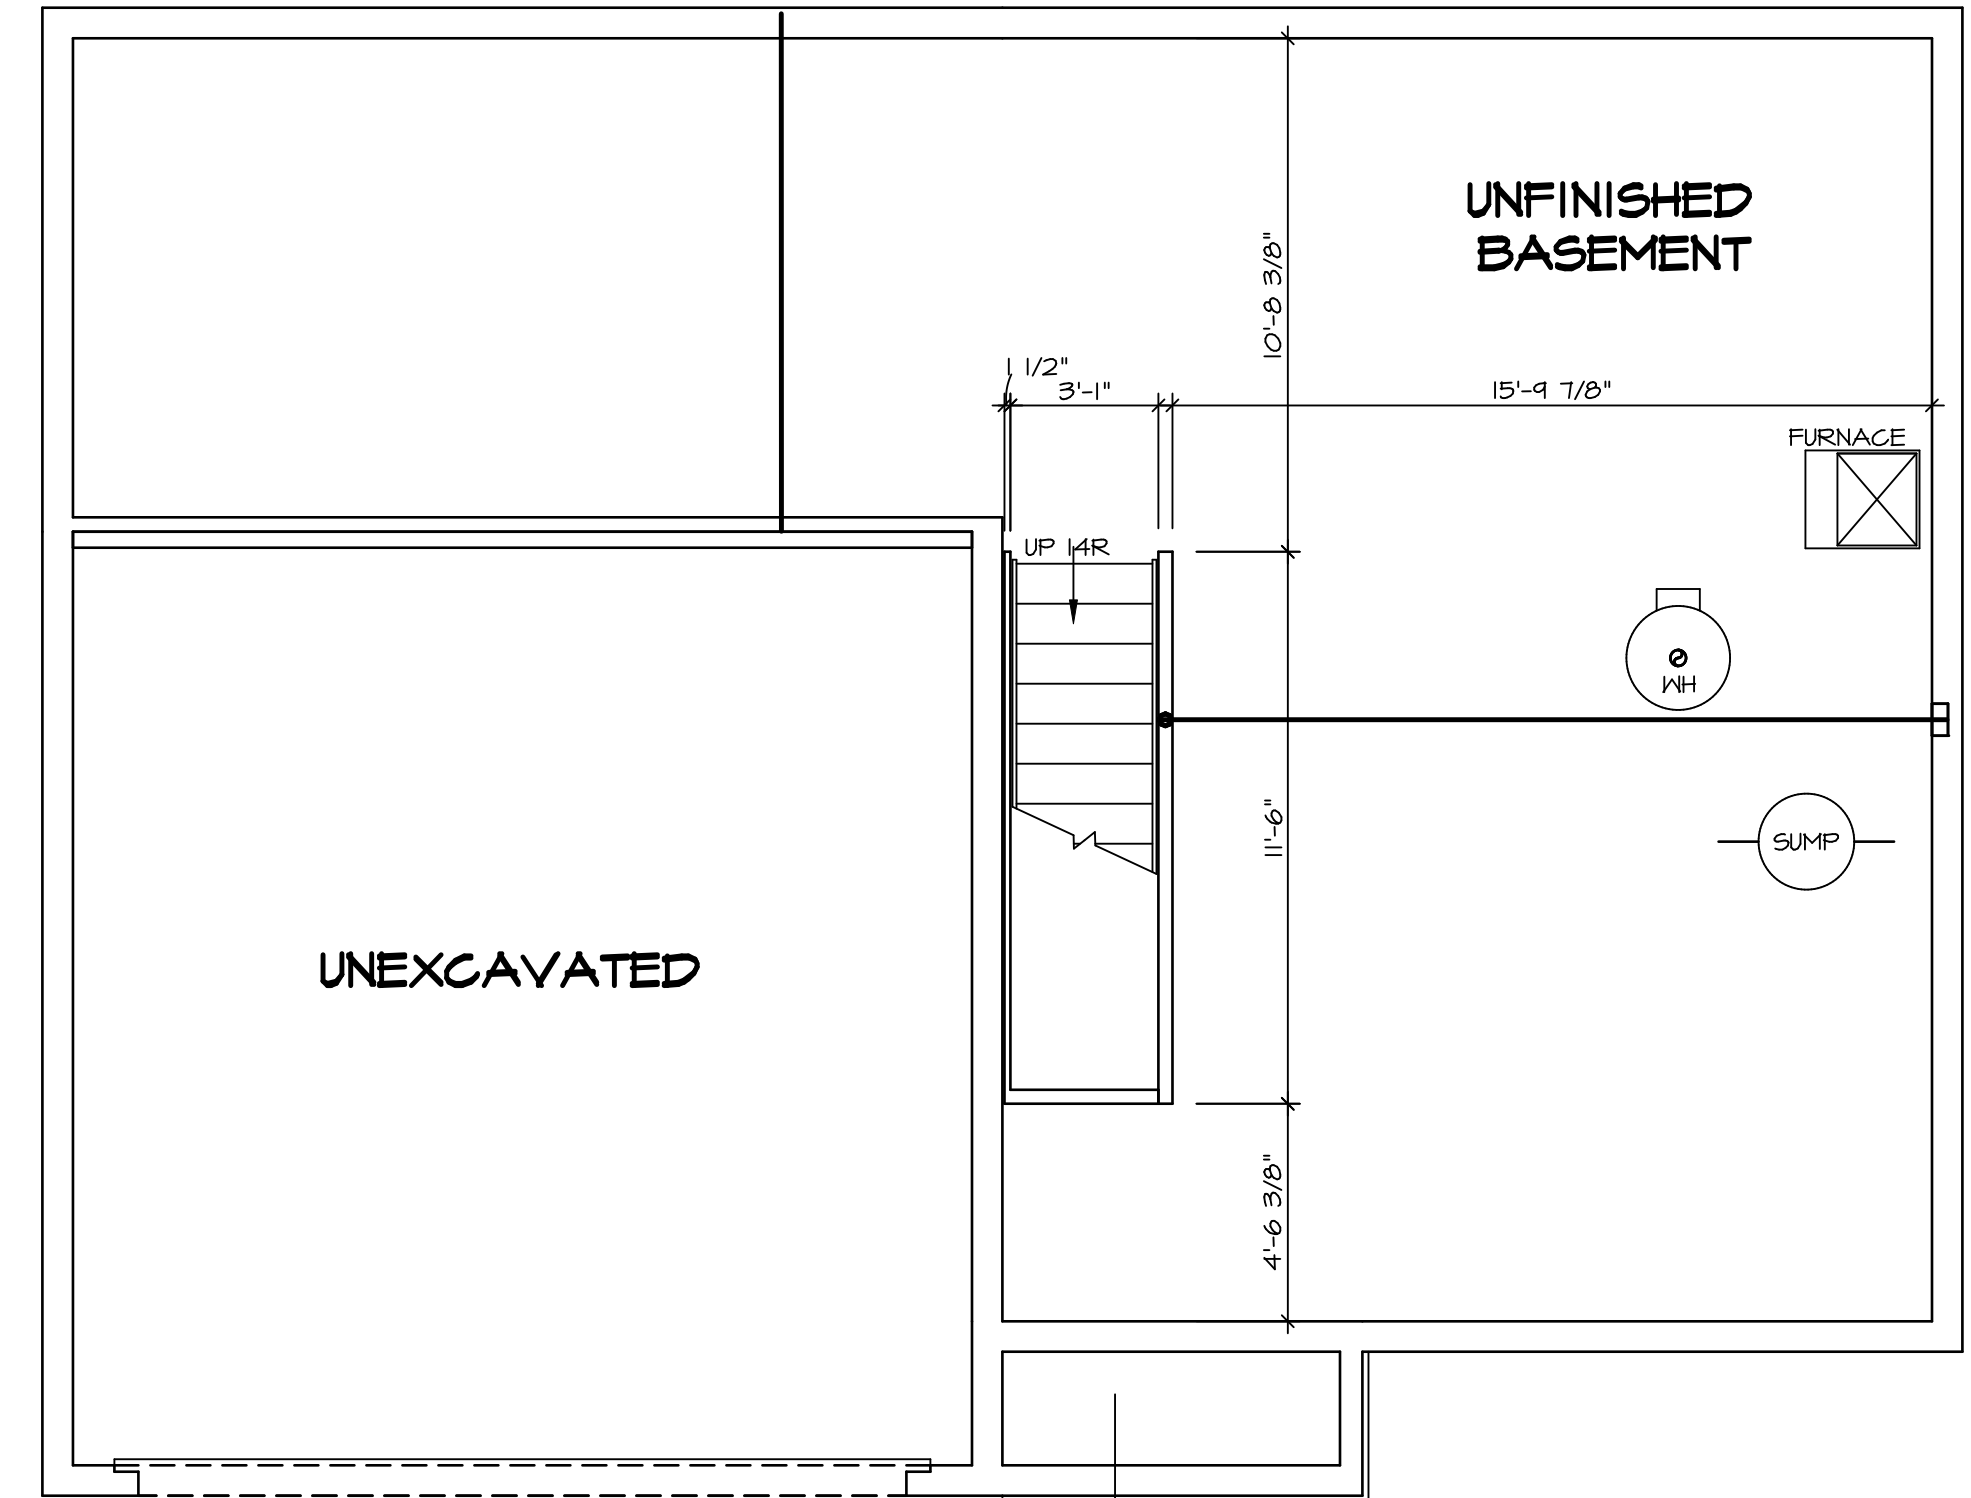 UNFINISHED
BASEMENT
10'-8 3/8"
1 1/2"
3'-1"
15'-9 7/8"
FURNACE
UP 14R
WH
11'-6"
SUMP
UNEXCAVATED
4'-6 3/8"